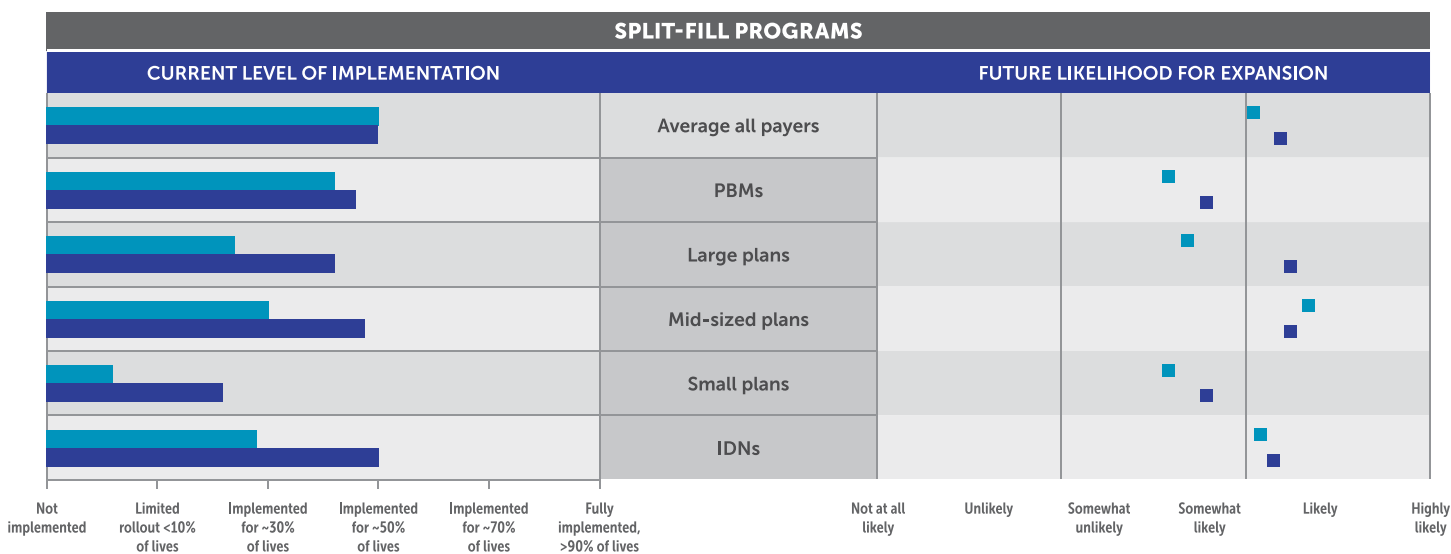 SPLIT-FILL PROGRAMS
CURRENT LEVEL OF IMPLEMENTATION
FUTURE LIKELIHOOD FOR EXPANSION
Average all payers
PBMs
Large plans
Mid-sized plans
Small plans
IDNs
Not
implemented
Limited
rollout <10%
of lives
Implemented
for ~30%
of lives
Implemented
for ~50%
of lives
Implemented
for ~70%
of lives
Fully
implemented,
>90% of lives
Not at all
likely
Unlikely
Somewhat
unlikely
Somewhat
likely
Likely
Highly
likely